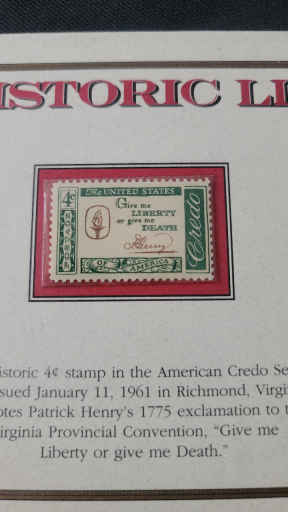 ISTORIC LI
4¢ The UNITED STATES
Give me
LIBERTY
or give me
DEATH
P. Henry
Credo
OF
AMERICA
istoric 4¢ stamp in the American Credo Se
ssued January 11, 1961 in Richmond, Virgi
otes Patrick Henry's 1775 exclamation to t
irginia Provincial Convention, "Give me
Liberty or give me Death."